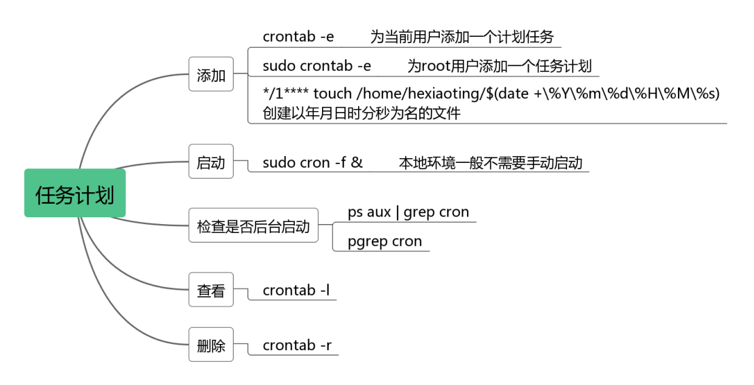 任务计划
添加
crontab -e 为当前用户添加一个计划任务
sudo crontab -e 为root用户添加一个任务计划
*/1**** touch /home/hexiaoting/$(date +\%Y\%m\%d\%H\%M\%s)
创建以年月日时分秒为名的文件
启动
sudo cron -f & 本地环境一般不需要手动启动
检查是否后台启动
ps aux | grep cron
pgrep cron
查看
crontab -l
删除
crontab -r